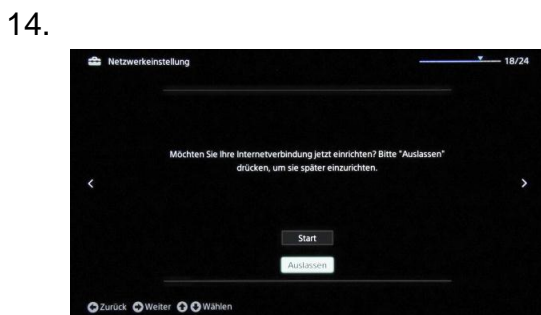 14.
Netzwerkeinstellung
18/24
Möchten Sie Ihre Internetverbindung jetzt einrichten? Bitte "Auslassen"
drücken, um sie später einzurichten.
Start
Auslassen
Zurück Weiter Wählen